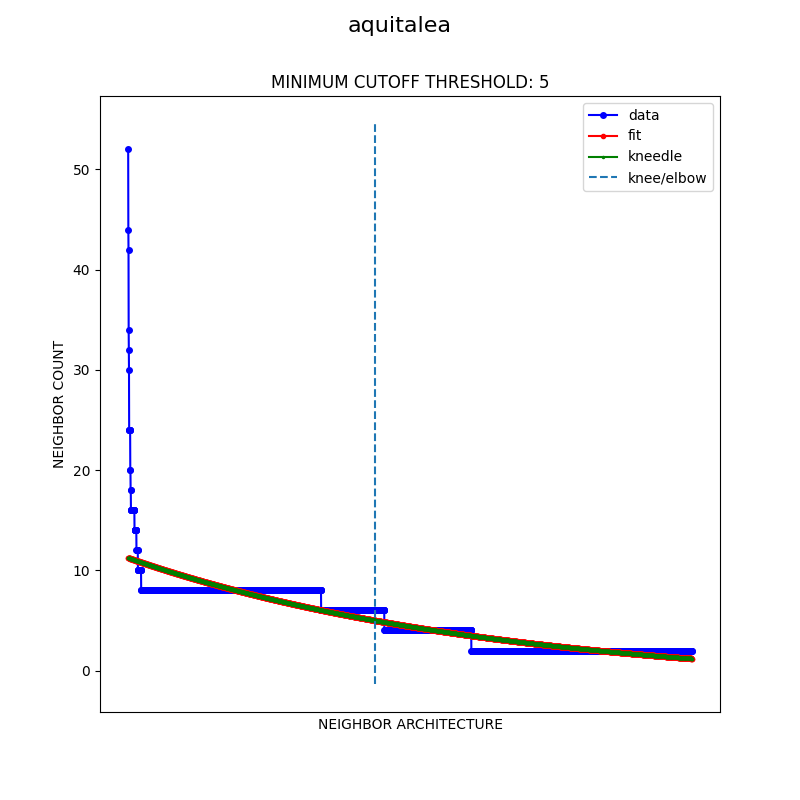 aquitalea
MINIMUM CUTOFF THRESHOLD: 5
data
fit
kneedle
knee/elbow
50
40
30
20
10
0
NEIGHBOR COUNT
NEIGHBOR ARCHITECTURE